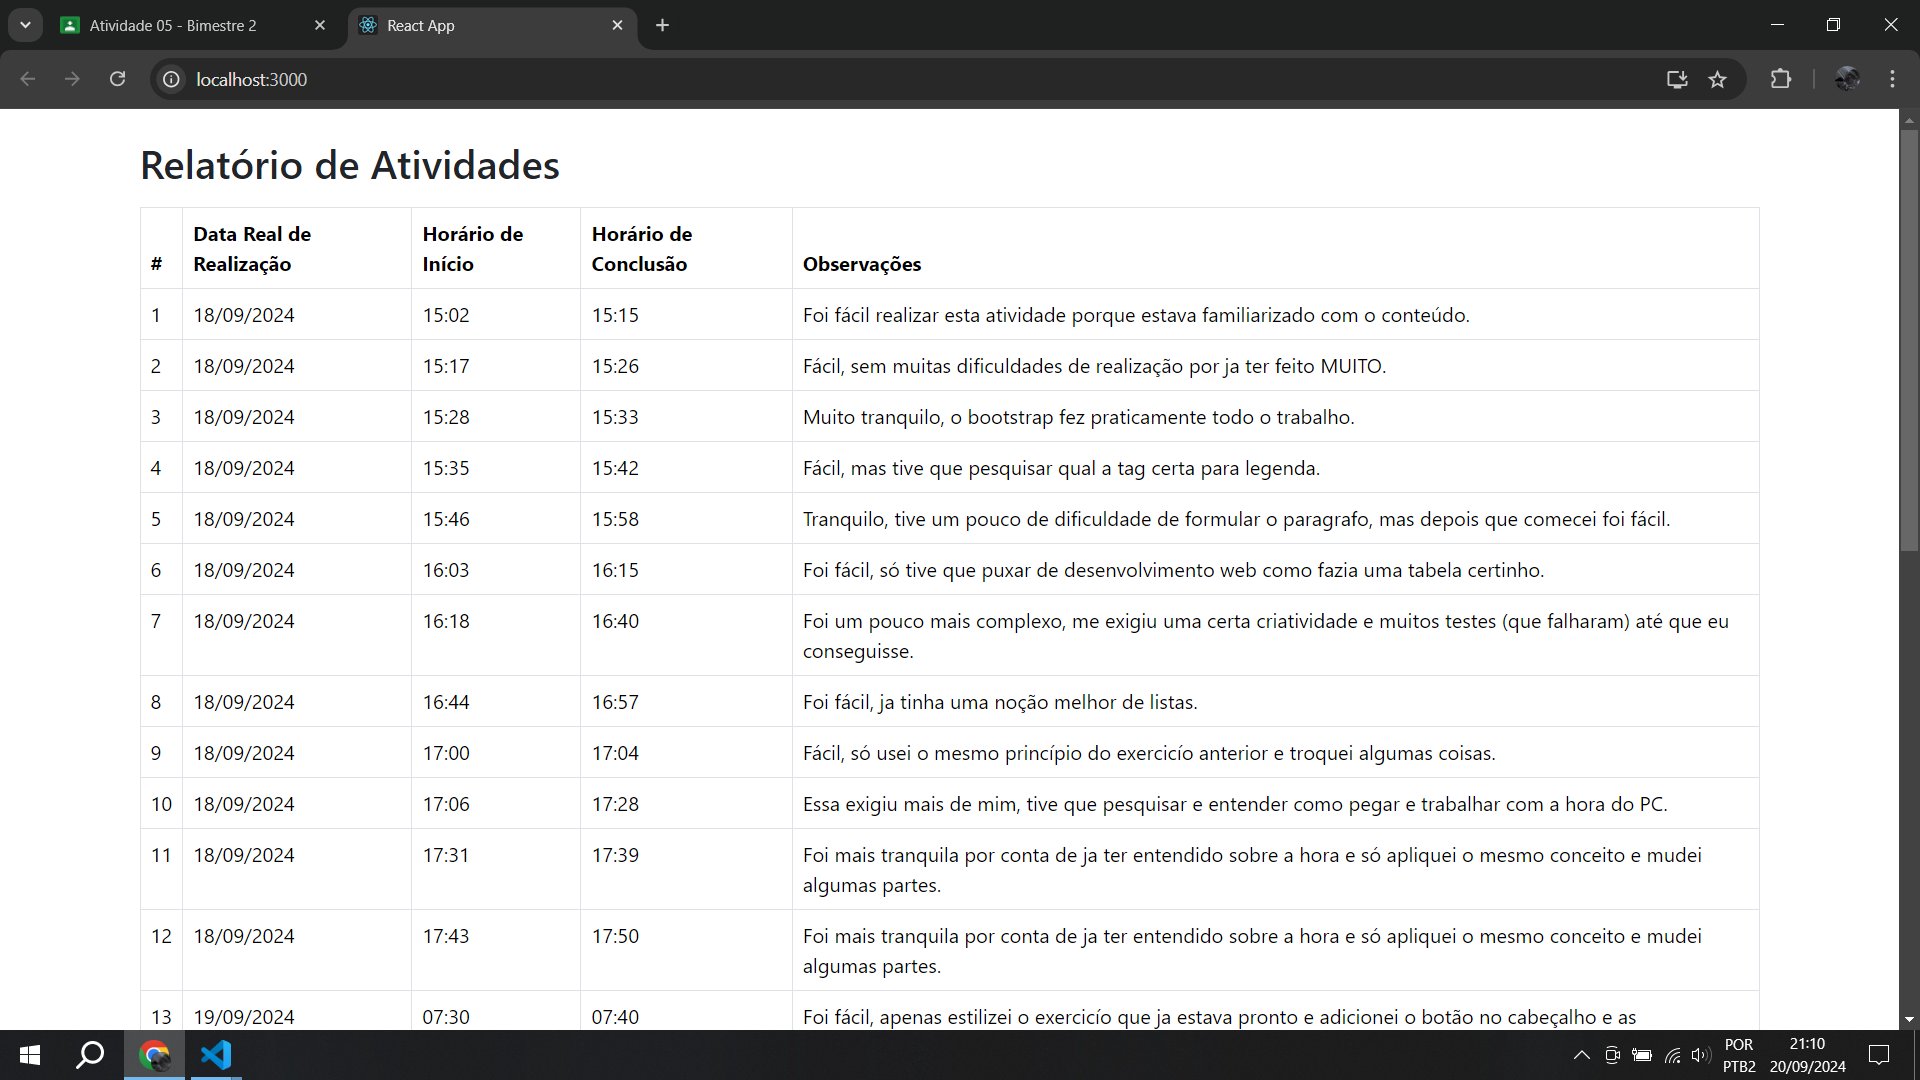 Atividade 05 - Bimestre 2
React App
localhost:3000
Relatório de Atividades
# Data Real de Realização Horário de Início Horário de Conclusão Observações
1 18/09/2024 15:02 15:15 Foi fácil realizar esta atividade porque estava familiarizado com o conteúdo.
2 18/09/2024 15:17 15:26 Fácil, sem muitas dificuldades de realização por ja ter feito MUITO.
3 18/09/2024 15:28 15:33 Muito tranquilo, o bootstrap fez praticamente todo o trabalho.
4 18/09/2024 15:35 15:42 Fácil, mas tive que pesquisar qual a tag certa para legenda.
5 18/09/2024 15:46 15:58 Tranquilo, tive um pouco de dificuldade de formular o paragrafo, mas depois que comecei foi fácil.
6 18/09/2024 16:03 16:15 Foi fácil, só tive que puxar de desenvolvimento web como fazia uma tabela certinho.
7 18/09/2024 16:18 16:40 Foi um pouco mais complexo, me exigiu uma certa criatividade e muitos testes (que falharam) até que eu
conseguisse.
8 18/09/2024 16:44 16:57 Foi fácil, ja tinha uma noção melhor de listas.
9 18/09/2024 17:00 17:04 Fácil, só usei o mesmo princípio do exercicío anterior e troquei algumas coisas.
10 18/09/2024 17:06 17:28 Essa exigiu mais de mim, tive que pesquisar e entender como pegar e trabalhar com a hora do PC.
11 18/09/2024 17:31 17:39 Foi mais tranquila por conta de ja ter entendido sobre a hora e só apliquei o mesmo conceito e mudei
algumas partes.
12 18/09/2024 17:43 17:50 Foi mais tranquila por conta de ja ter entendido sobre a hora e só apliquei o mesmo conceito e mudei
algumas partes.
13 19/09/2024 07:30 07:40 Foi fácil, apenas estilizei o exercicío que ja estava pronto e adicionei o botão no cabeçalho e as
POR 21:10
PTB2 20/09/2024